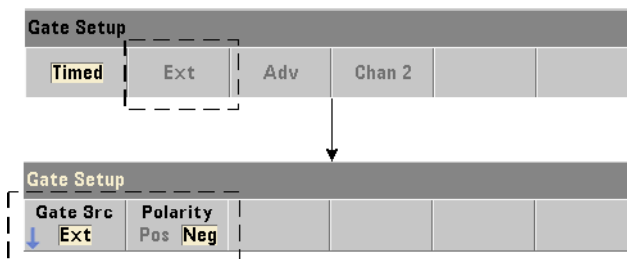 Gate Setup
Timed Ext Adv Chan 2
Gate Setup
Gate Src Polarity
Ext Pos Neg